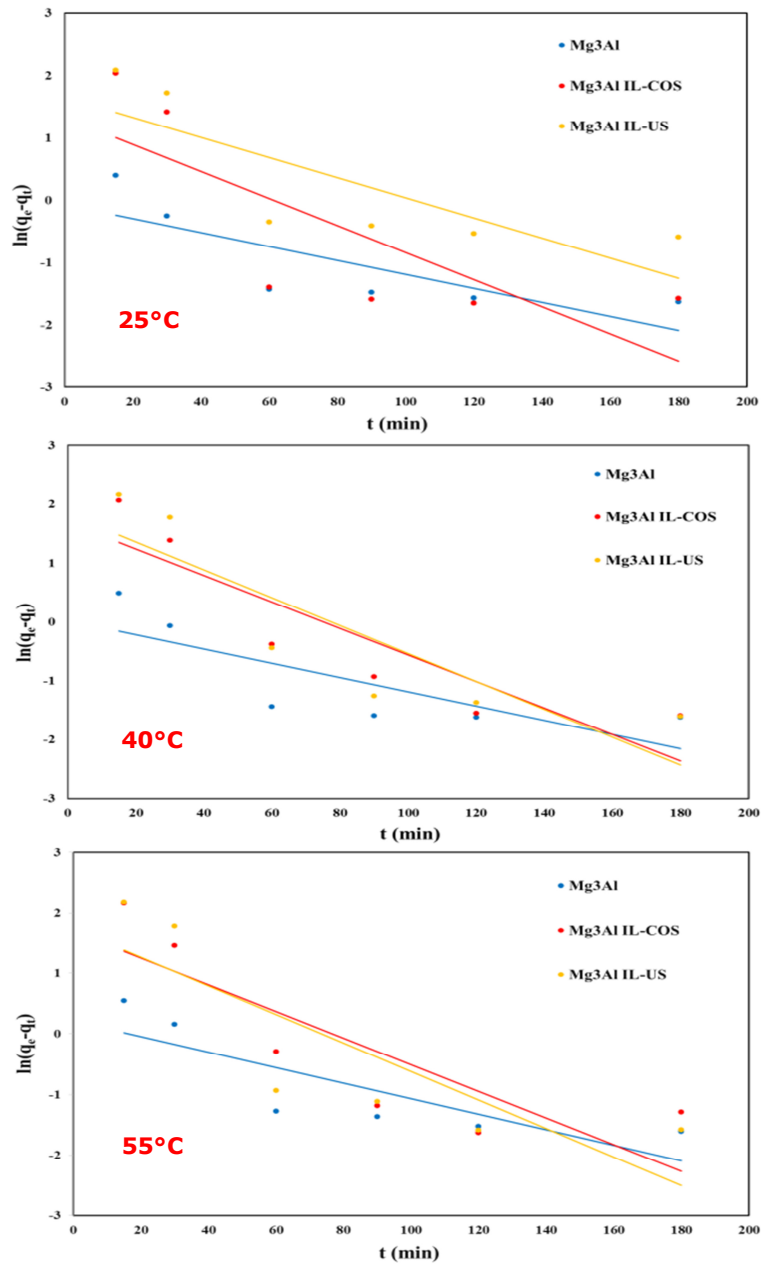 3
2
1
0
-1
-2
-3
ln(qe-qt)
Mg3Al
Mg3Al IL-COS
Mg3Al IL-US
25°C
0 20 40 60 80 100 120 140 160 180 200
t (min)
3
2
1
0
-1
-2
-3
ln(qe-qt)
Mg3Al
Mg3Al IL-COS
Mg3Al IL-US
40°C
0 20 40 60 80 100 120 140 160 180 200
t (min)
3
2
1
0
-1
-2
-3
ln(qe-qt)
Mg3Al
Mg3Al IL-COS
Mg3Al IL-US
55°C
0 20 40 60 80 100 120 140 160 180 200
t (min)